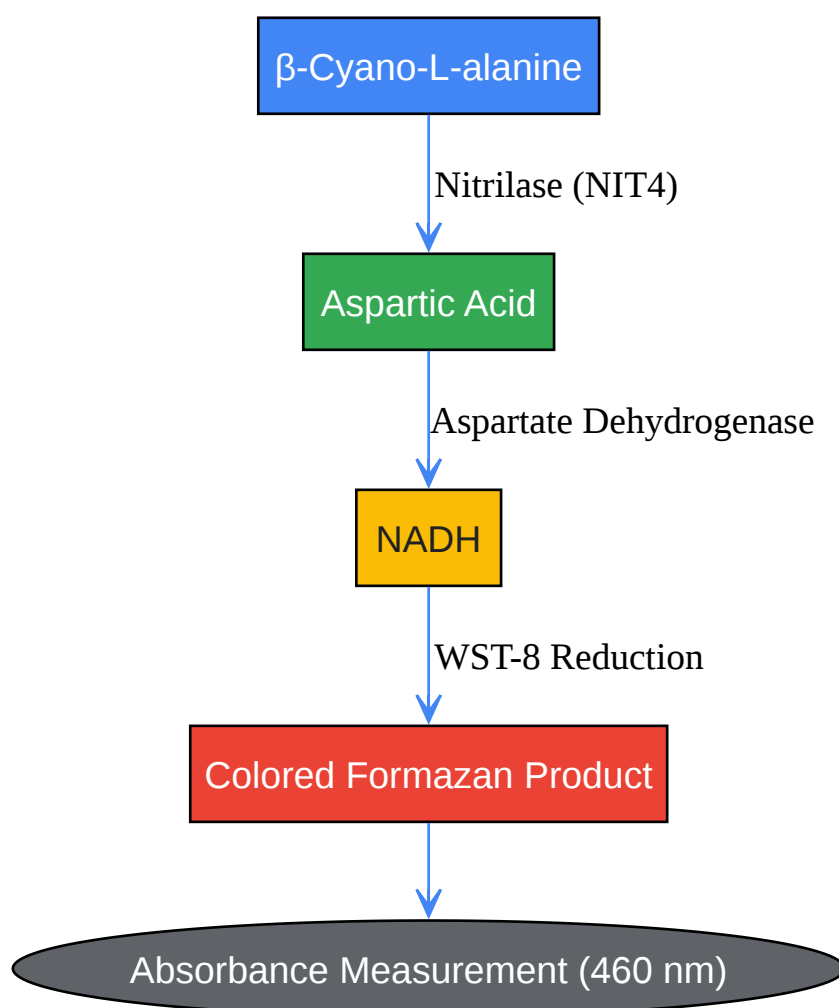 β-Cyano-L-alanine
Nitrilase (NIT4)
Aspartic Acid
Aspartate Dehydrogenase
NADH
WST-8 Reduction
Colored Formazan Product
Absorbance Measurement (460 nm)